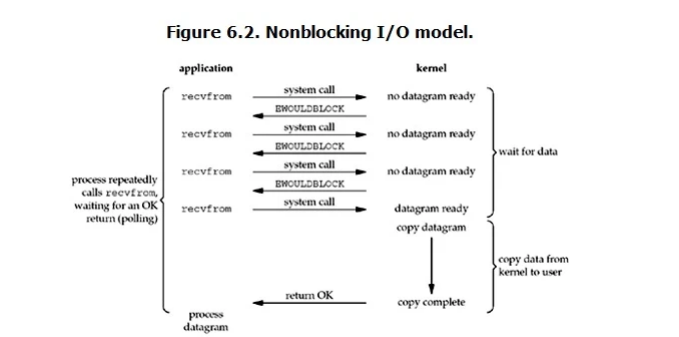 Figure 6.2. Nonblocking I/O model.
application
kernel
recvfrom
system call
no datagram ready
EWOULDBLOCK
recvfrom
system call
no datagram ready
EWOULDBLOCK
recvfrom
system call
no datagram ready
EWOULDBLOCK
recvfrom
system call
datagram ready
copy datagram
process repeatedly
calls recvfrom,
waiting for an OK
return (polling)
wait for data
copy data from
kernel to user
return OK
copy complete
process
datagram